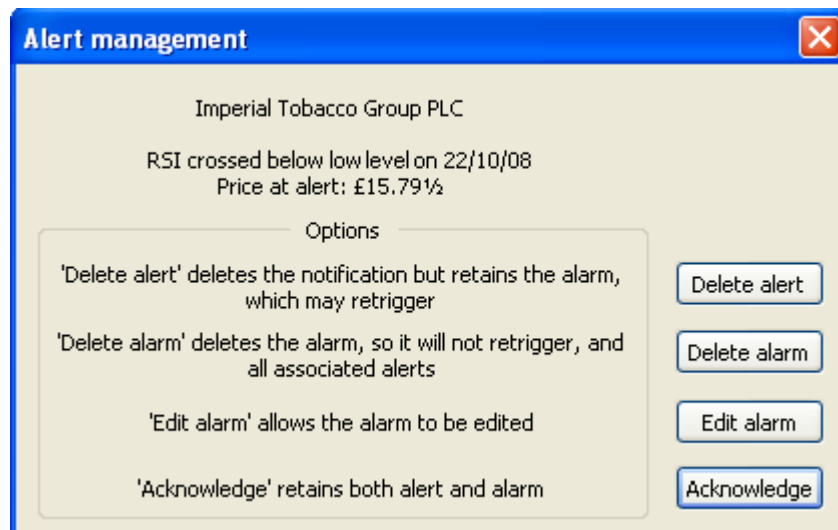 Alert management
Imperial Tobacco Group PLC
RSI crossed below low level on 22/10/08
Price at alert: £15.79½
Options
'Delete alert' deletes the notification but retains the alarm,
which may retrigger
Delete alert
'Delete alarm' deletes the alarm, so it will not retrigger, and
all associated alerts
Delete alarm
'Edit alarm' allows the alarm to be edited
Edit alarm
'Acknowledge' retains both alert and alarm
Acknowledge